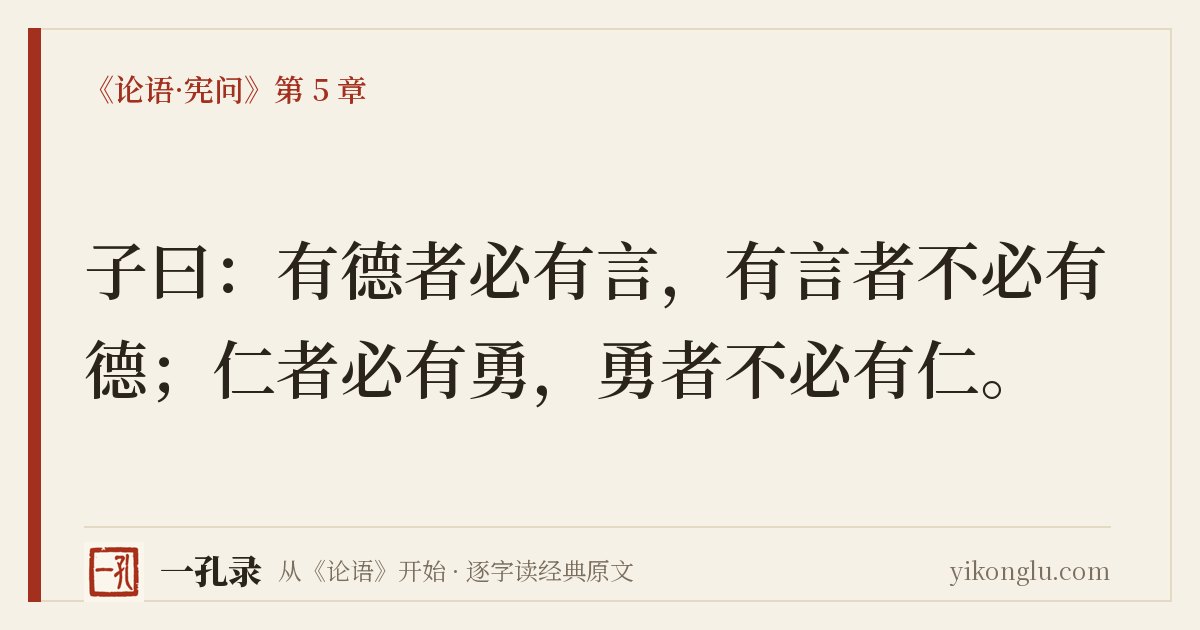 《论语·宪问》第 5 章
子曰：有德者必有言，有言者不必有
德；仁者必有勇，勇者不必有仁。
一孔
一孔录 从《论语》开始 · 逐字读经典原文 yikonglu.com